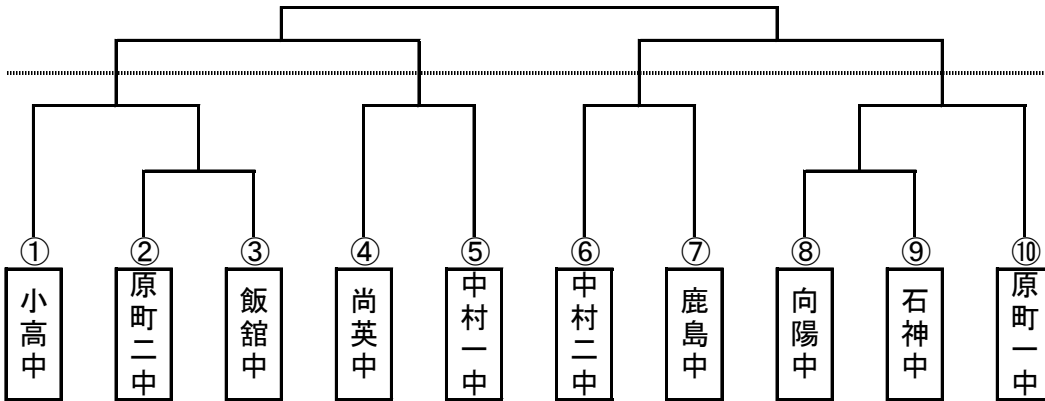 ①
②
③
④
⑤
⑥
⑦
⑧
⑨
⑩
小高中
原町二中
飯舘中
尚英中
中村一中
中村二中
鹿島中
向陽中
石神中
原町一中